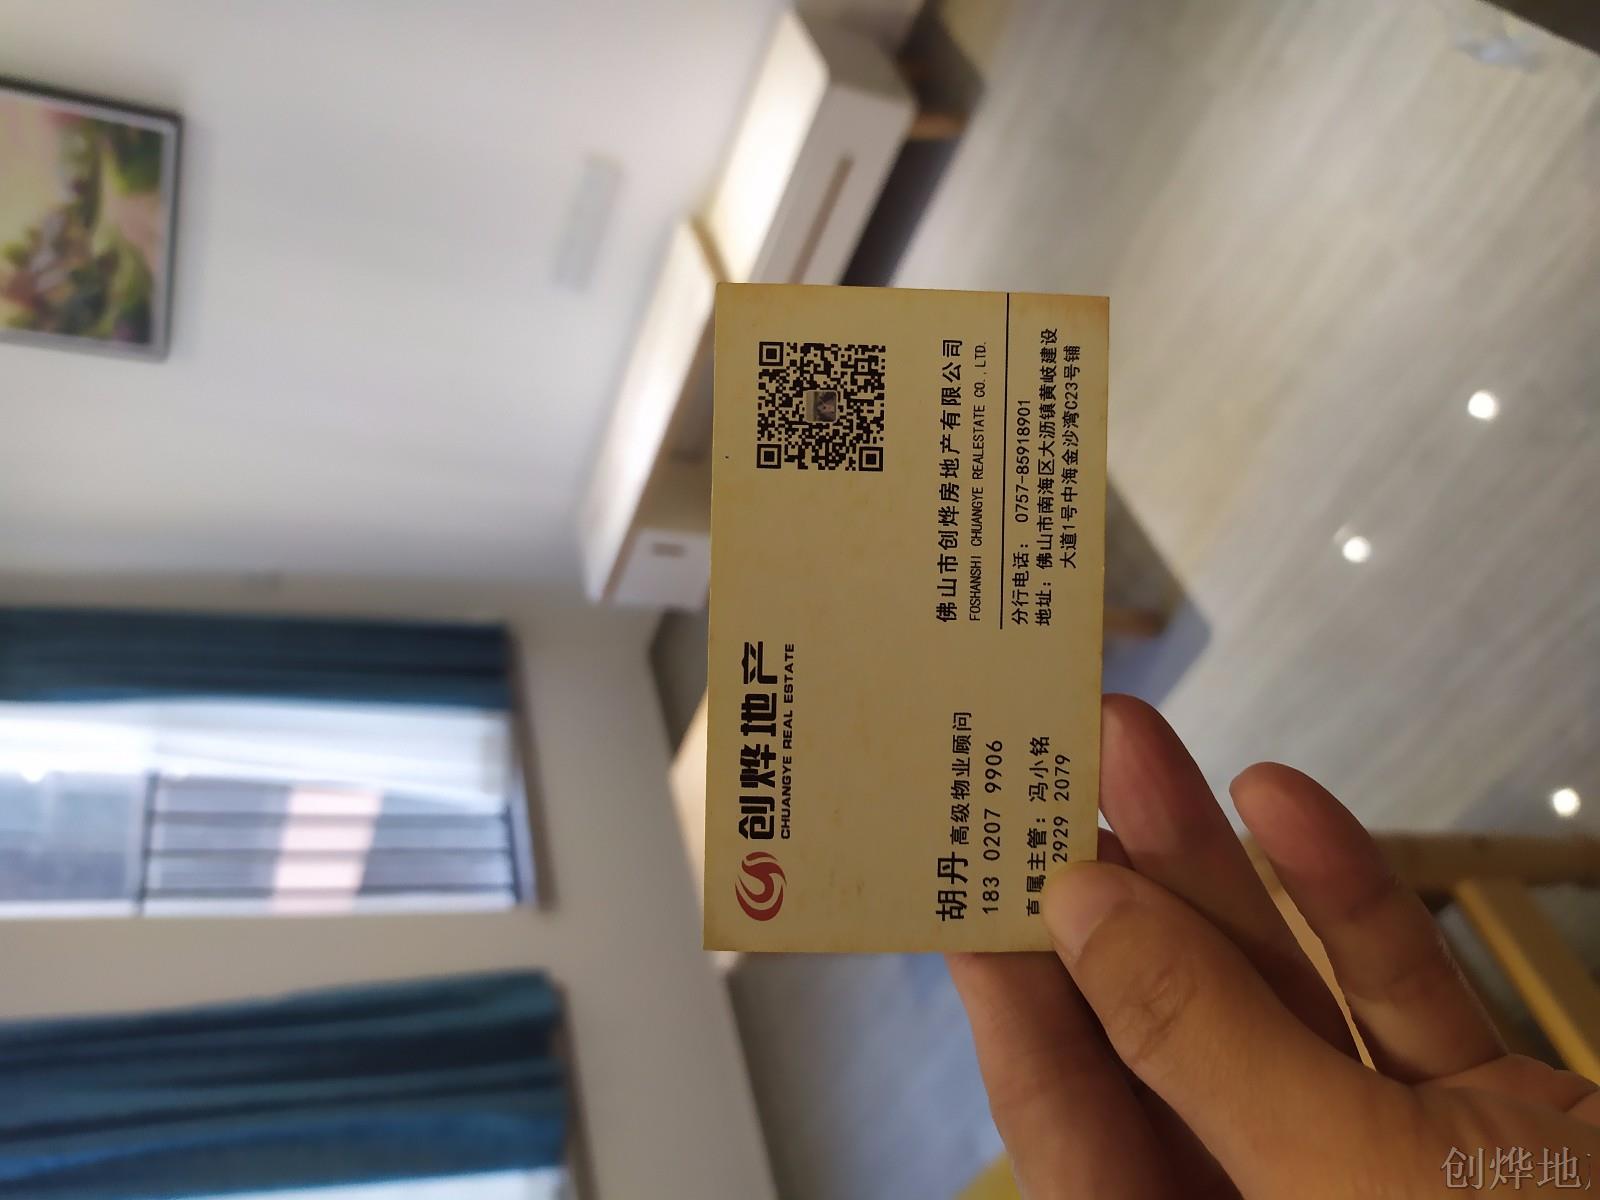 创烨地产
CHUANGYE REAL ESTATE
胡丹 高级物业顾问
183 0207 9906
直属主管：冯小铭
2929 2079
佛山市创烨房地产有限公司
FOSHANSHI CHUANGYE REALESTATE CO.,LTD.
分行电话：0757-85918901
地址：佛山市南海区大沥镇黄岐建设
大道1号中海金沙湾C23号铺
创烨地